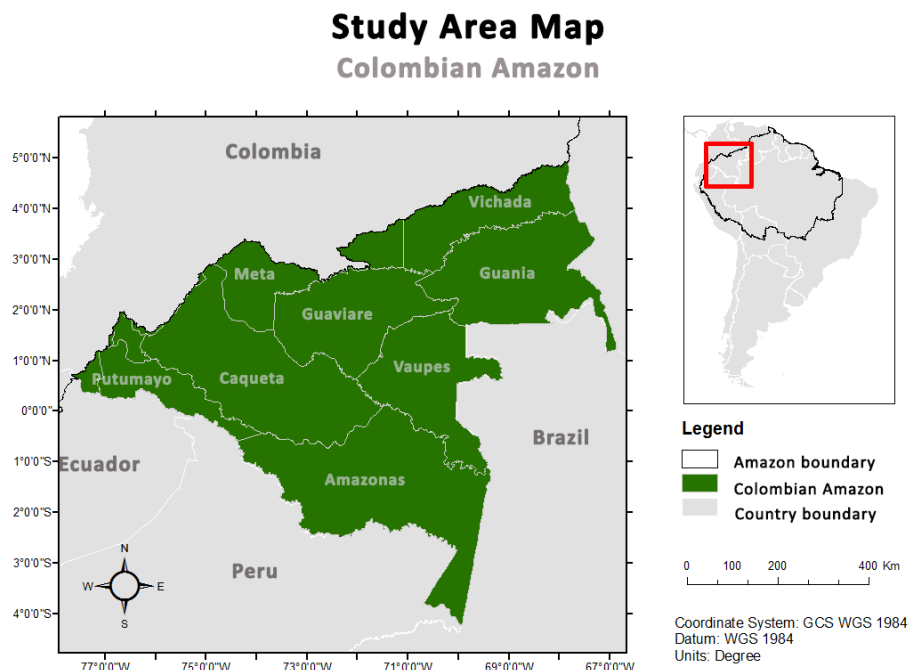 Study Area Map
Colombian Amazon
5°0'0"N
4°0'0"N
3°0'0"N
2°0'0"N
1°0'0"N
0°0'0"
1°0'0"S
2°0'0"S
3°0'0"S
4°0'0"S
Colombia
Vichada
Meta
Guania
Guaviare
Vaupes
Putumayo
Caqueta
Brazil
Ecuador
Amazonas
Peru
N
W E
S
77°0'0"W 75°0'0"W 73°0'0"W 71°0'0"W 69°0'0"W 67°0'0"W
Legend
Amazon boundary
Colombian Amazon
Country boundary
0 100 200 400 Km
Coordinate System: GCS WGS 1984
Datum: WGS 1984
Units: Degree